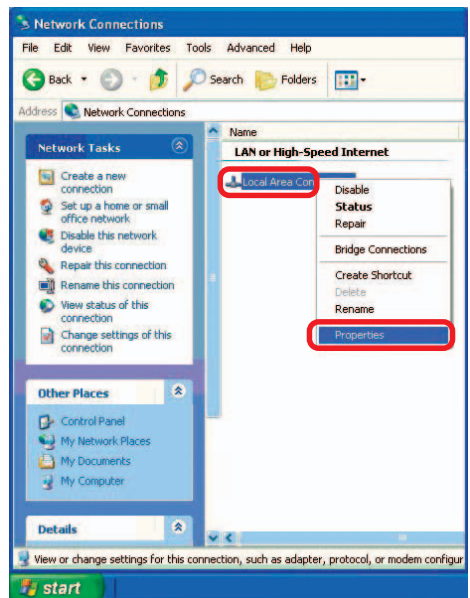 Network Connections
File Edit View Favorites Tools Advanced Help
Back Search Folders
Address Network Connections
Network Tasks
Create a new
connection
Set up a home or small
office network
Disable this network
device
Repair this connection
Rename this connection
View status of this
connection
Change settings of this
connection
Other Places
Control Panel
My Network Places
My Documents
My Computer
Details
Name
LAN or High-Speed Internet
Local Area Con
Disable
Status
Repair
Bridge Connections
Create Shortcut
Delete
Rename
Properties
View or change settings for this connection, such as adapter, protocol, or modem configur
start